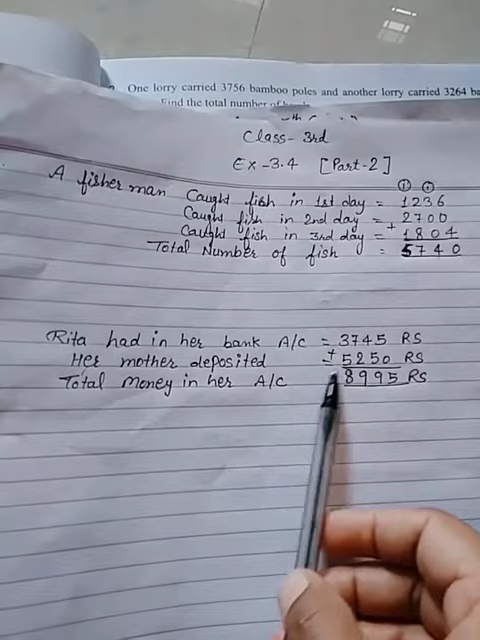 One lorry carried 3756 bamboo poles and another lorry carried 3264 ba
Find the total number of
Class- 3rd
Ex-3.4 [Part-2]
A fisher man Caught fish in 1st day = 1236
Caught fish in 2nd day = 2700
Caught fish in 3rd day = + 1804
Total Number of fish = 5740
Rita had in her bank A/C = 3745 RS
Her mother deposited + 5250 RS
Total Money in her A/C 8995 RS